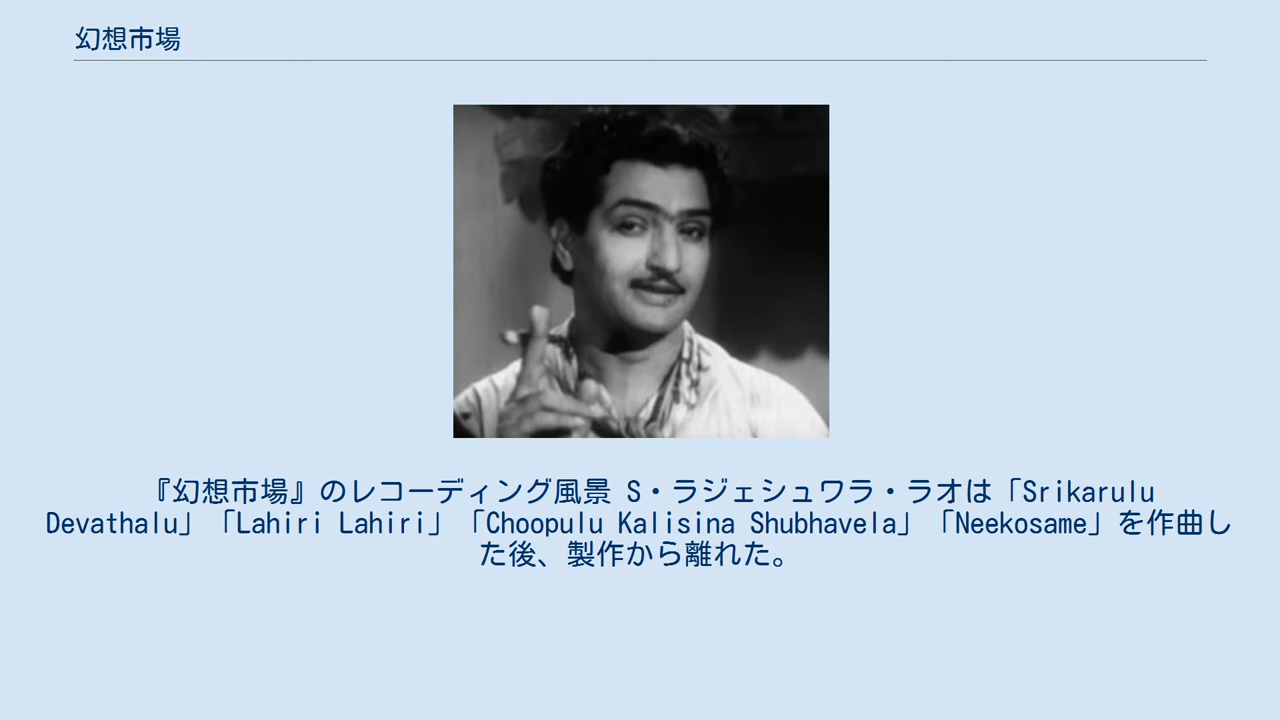 幻想市場
『幻想市場』のレコーディング風景 S・ラジェシュワラ・ラオは「Srikarulu
Devathalu」「Lahiri Lahiri」「Choopulu Kalisina Shubhavela」「Neekosame」を作曲し
た後、製作から離れた。